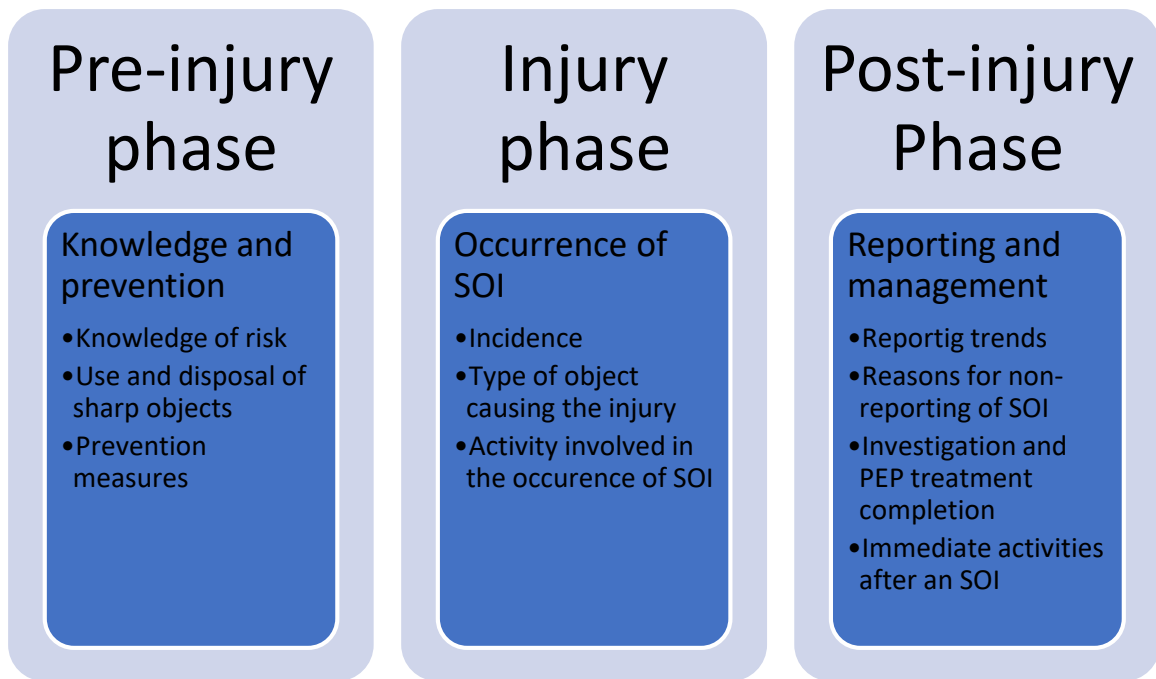 Pre-injury
phase
Knowledge and
prevention
•Knowledge of risk
•Use and disposal of
sharp objects
•Prevention
measures
Injury
phase
Occurrence of
SOI
•Incidence
•Type of object
causing the injury
•Activity involved in
the occurence of SOI
Post-injury
Phase
Reporting and
management
•Reportig trends
•Reasons for non-
reporting of SOI
•Investigation and
PEP treatment
completion
•Immediate activities
after an SOI